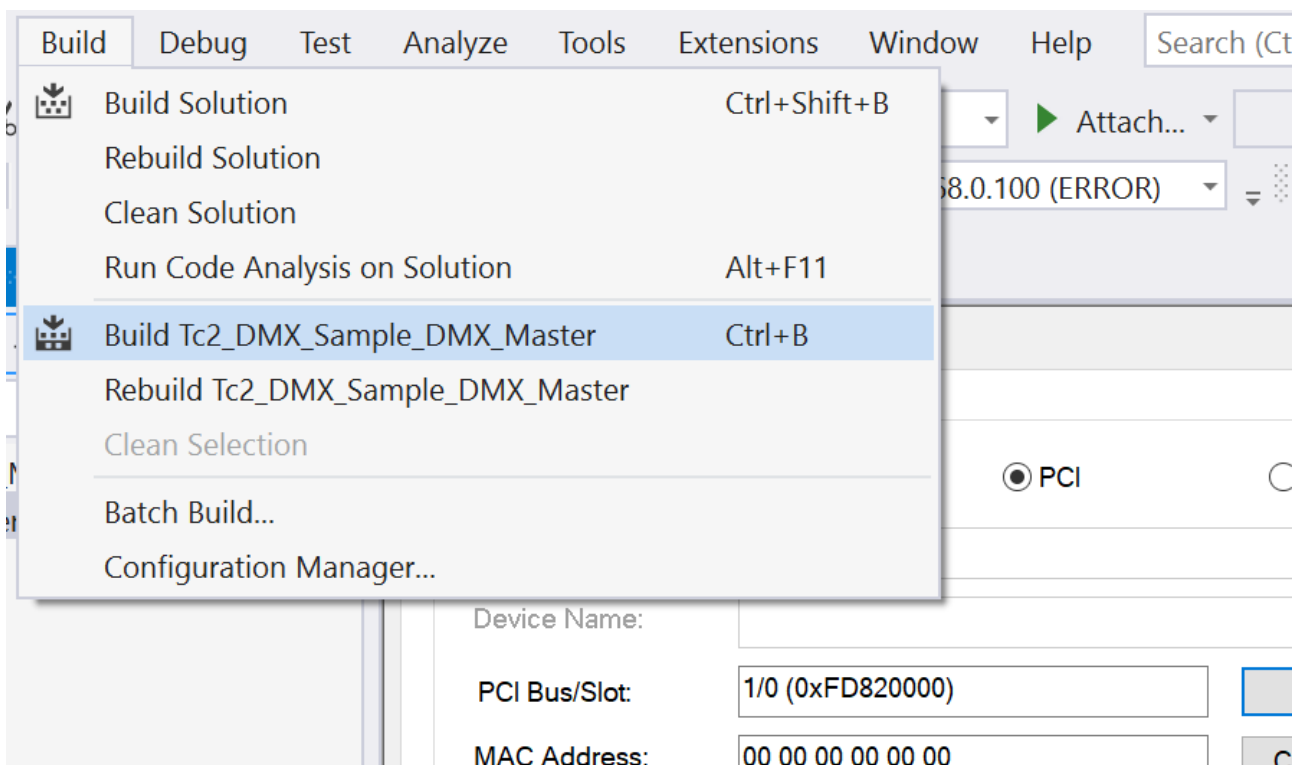 Build Debug Test Analyze Tools Extensions Window Help Search (Ct
Build Solution Ctrl+Shift+B
Attach...
Rebuild Solution
68.0.100 (ERROR)
Clean Solution
Run Code Analysis on Solution Alt+F11
Build Tc2_DMX_Sample_DMX_Master Ctrl+B
Rebuild Tc2_DMX_Sample_DMX_Master
Clean Selection
PCI
Batch Build...
Configuration Manager...
Device Name:
PCI Bus/Slot: 1/0 (0xFD820000)
MAC Address: 00 00 00 00 00 00